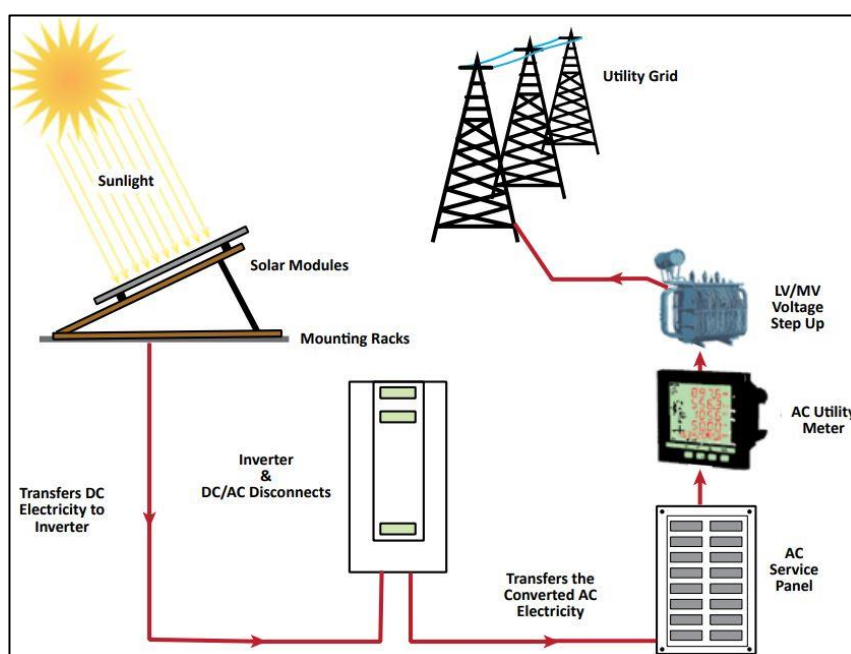 Utility Grid
Sunlight
Solar Modules
Mounting Racks
LV/MV
Voltage
Step Up
AC Utility
Meter
Inverter
&
DC/AC Disconnects
Transfers DC
Electricity to
Inverter
Transfers the
Converted AC
Electricity
AC
Service
Panel